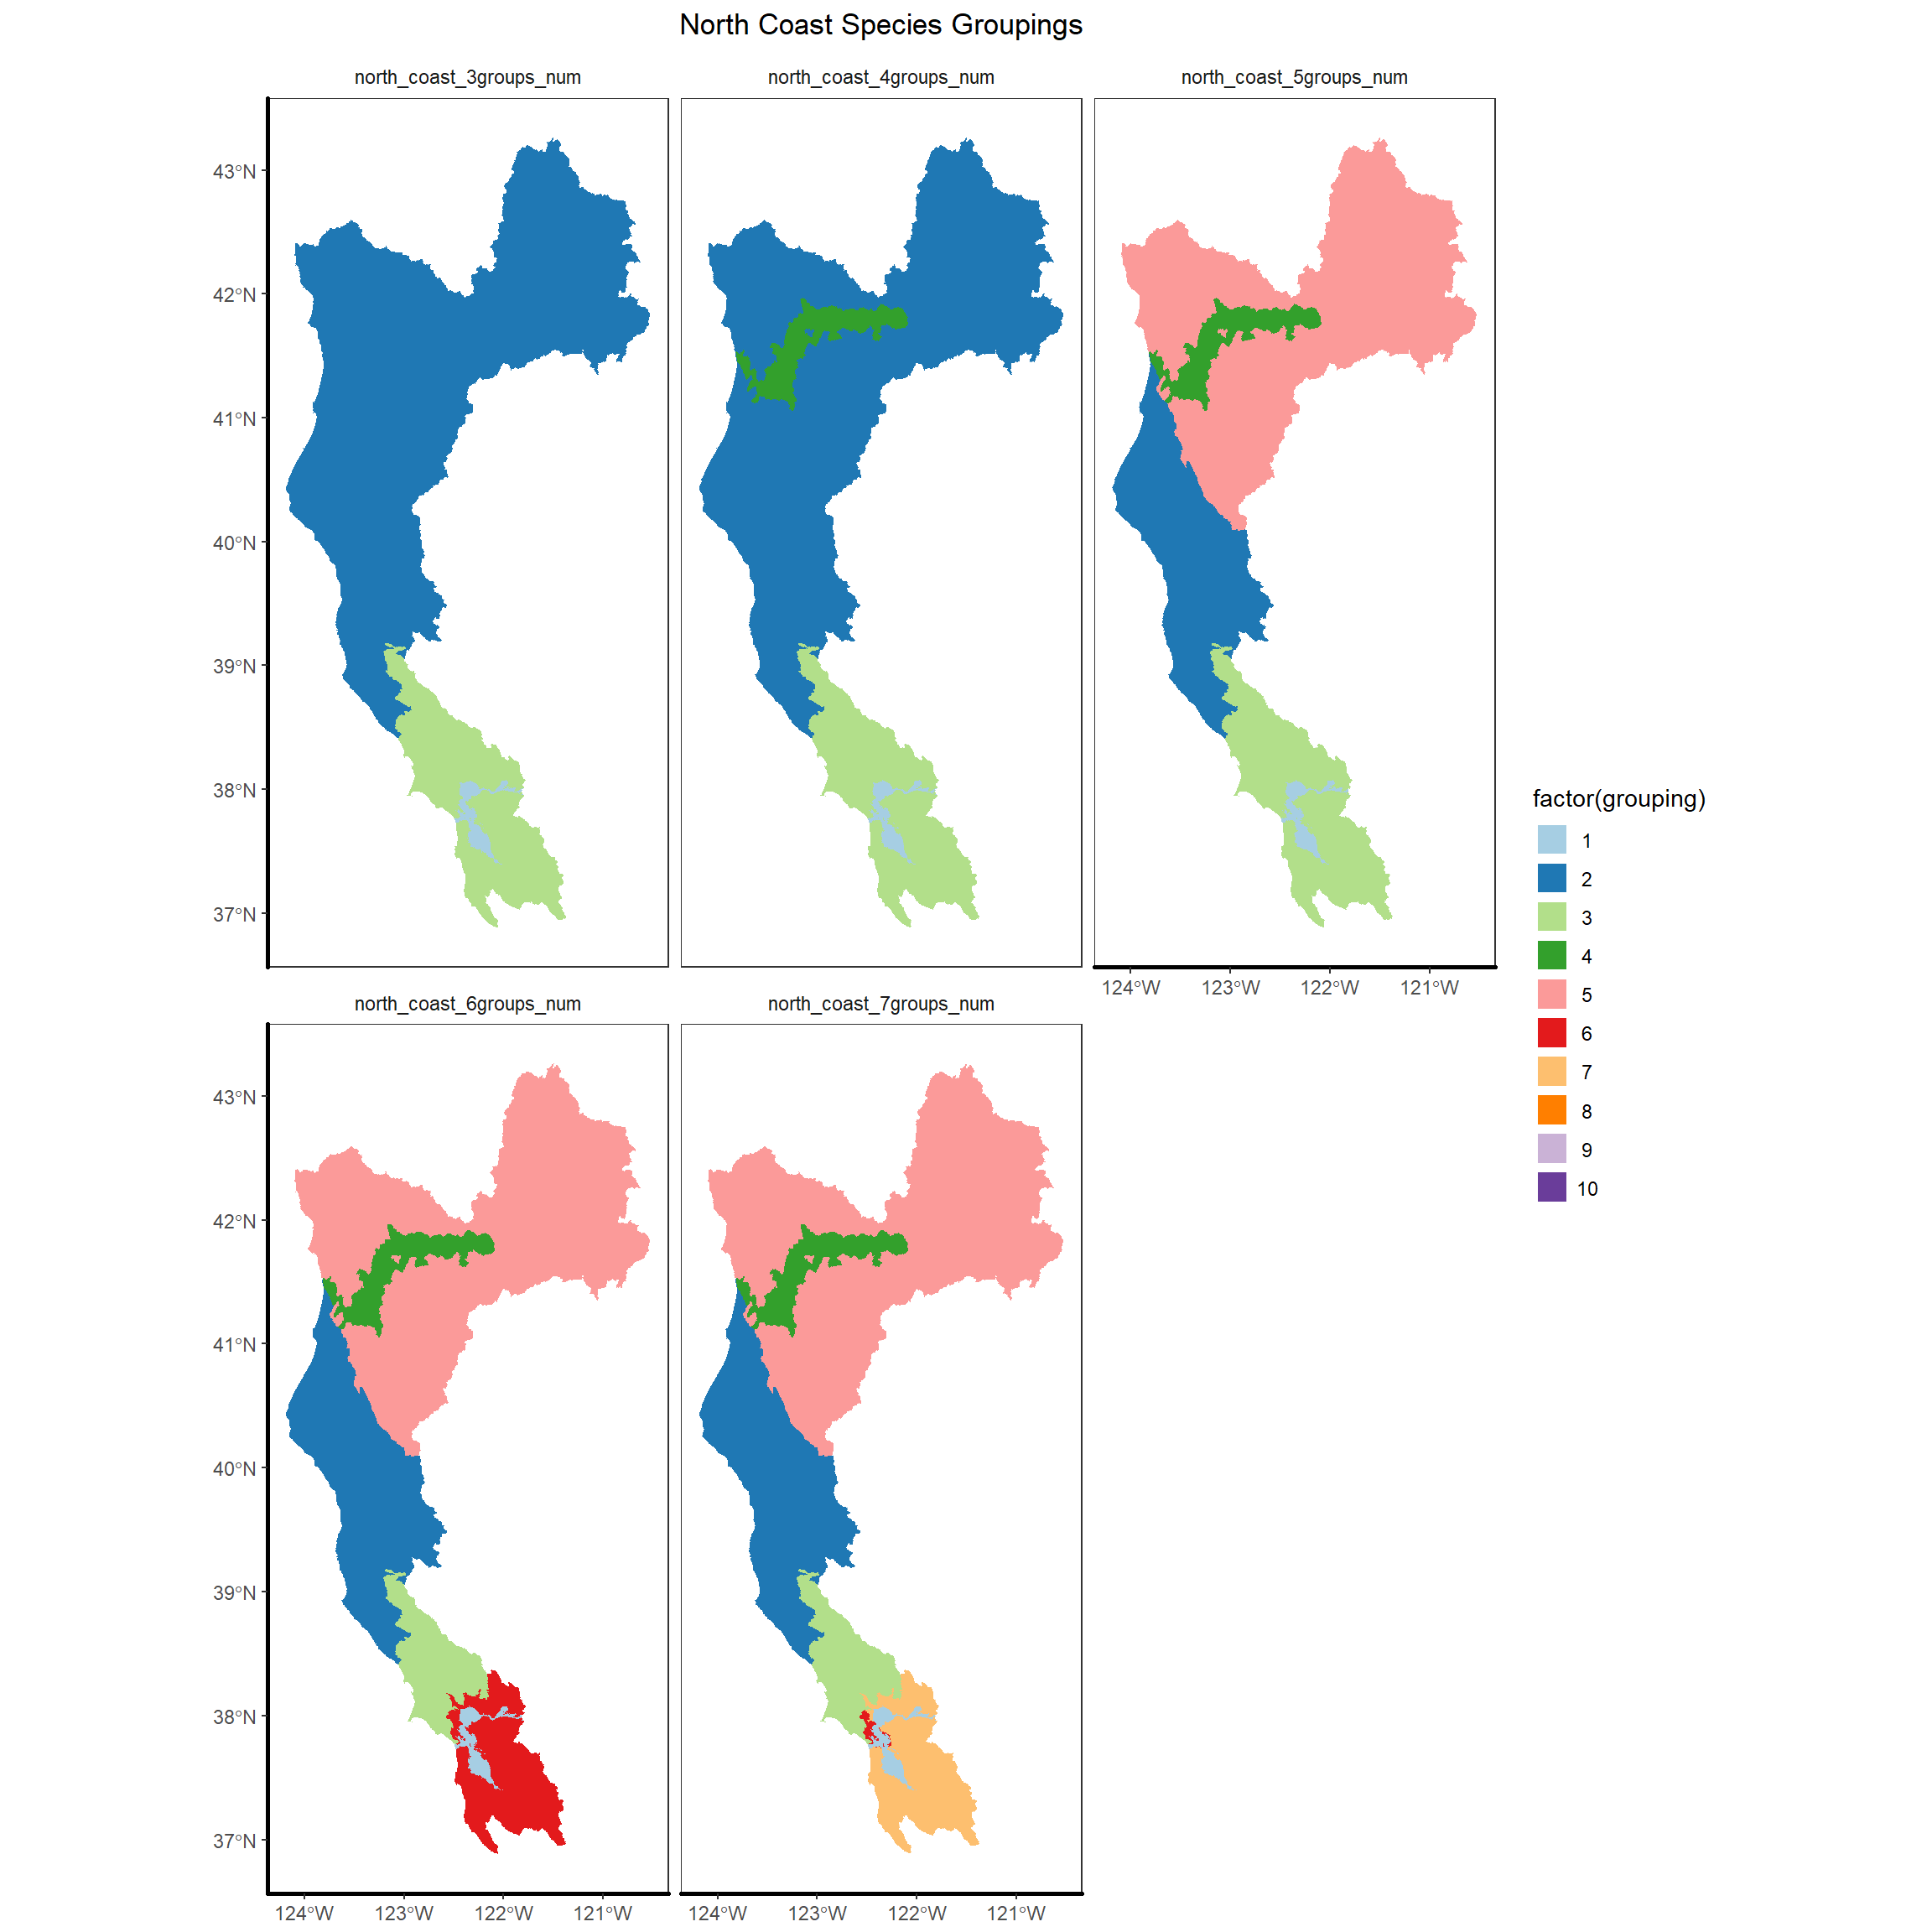 North Coast Species Groupings
north_coast_3groups_num
north_coast_4groups_num
north_coast_5groups_num
43°N
42°N
41°N
40°N
39°N
38°N
37°N
124°W
123°W
122°W
121°W
factor(grouping)
1
2
3
4
5
6
7
8
9
10
north_coast_6groups_num
north_coast_7groups_num
43°N
42°N
41°N
40°N
39°N
38°N
37°N
124°W
123°W
122°W
121°W
124°W
123°W
122°W
121°W